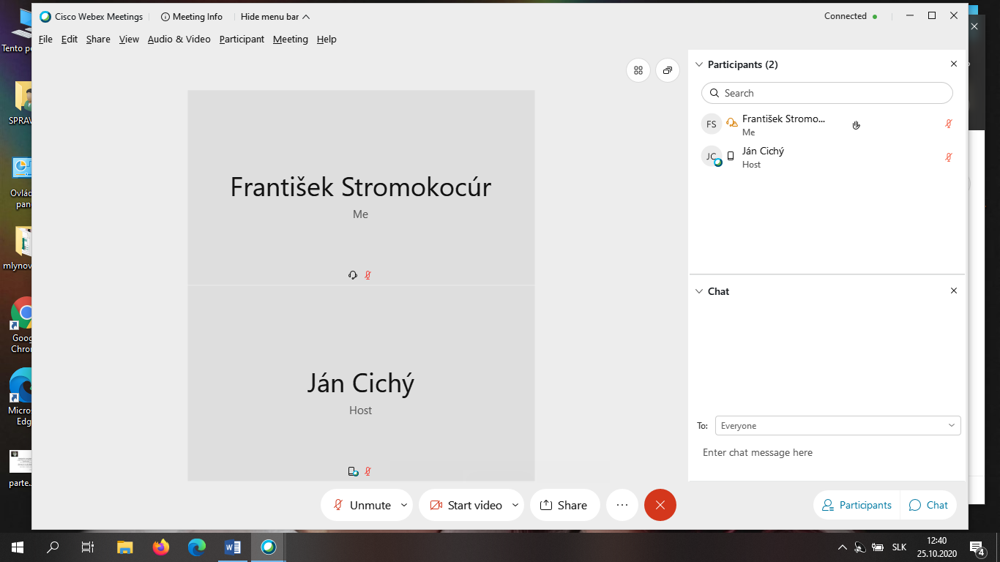 Cisco Webex Meetings
Meeting Info
Hide menu bar
Connected
File Edit Share View Audio & Video Participant Meeting Help
Participants (2)
Search
FS
František Stromo...
Me
JC
Ján Cichý
Host
František Stromokocúr
Me
Ján Cichý
Host
Chat
To: Everyone
Enter chat message here
Unmute
Start video
Share
Participants
Chat
Tento p
SPRAV
Ovlád
pan
mlynov
Goog
Chro
Micros
Edg
parte..
SLK
12:40
25.10.2020
4